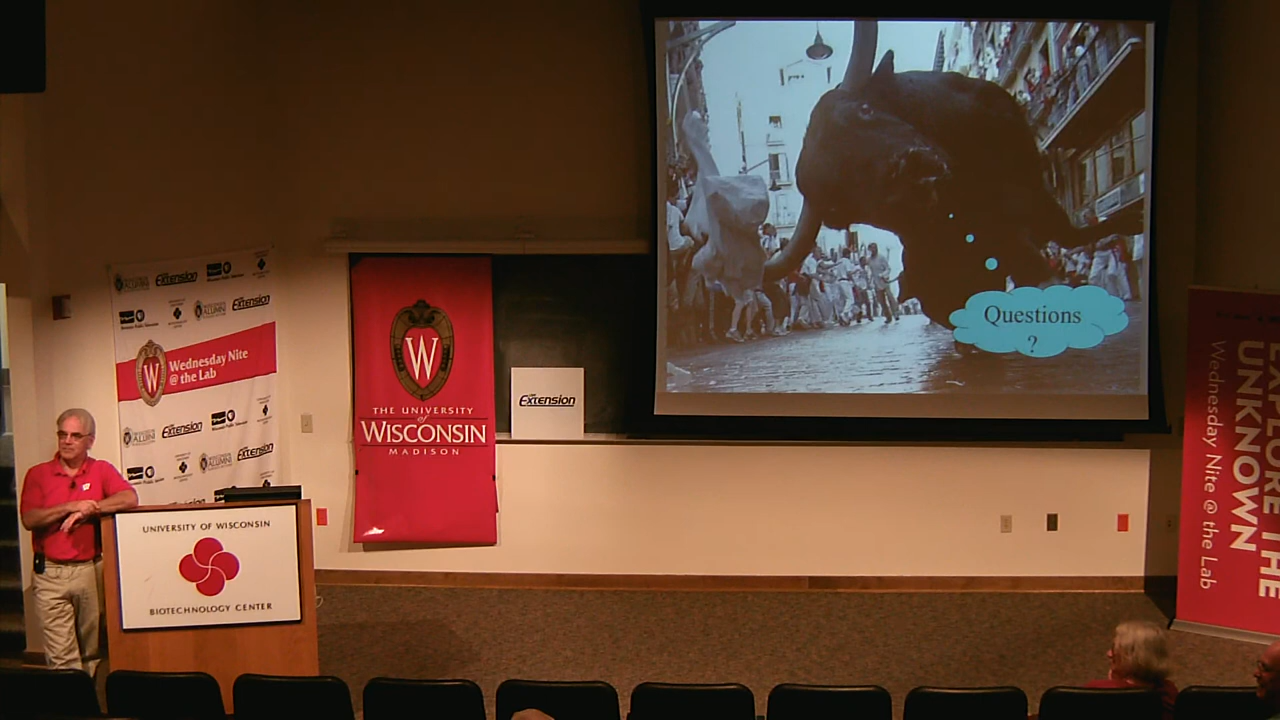 Questions
?
Extension
Extension
Wednesday Nite
@ the Lab
W
Extension
ALUMNI
Extension
W
THE UNIVERSITY
of
WISCONSIN
MADISON
Extension
UNIVERSITY OF WISCONSIN
BIOTECHNOLOGY CENTER
EXPLORE THE
UNKNOWN
Wednesday Nite @ the Lab